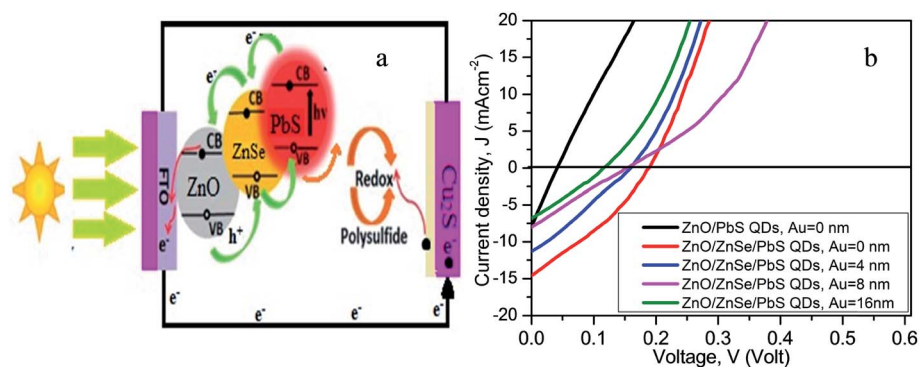 e⁻
a
e⁻
e⁻
CB
hν
CB
PbS
CB
ZnSe
VB
FTO
ZnO
VB
Redox
Cu2S
VB
h⁺
Polysulfide
e⁻
e⁻
e⁻
e⁻
e⁻
e⁻
e⁻
b
Current density, J (mAcm⁻²)
20
15
10
5
0
-5
-10
-15
-20
ZnO/PbS QDs, Au=0 nm
ZnO/ZnSe/PbS QDs, Au=0 nm
ZnO/ZnSe/PbS QDs, Au=4 nm
ZnO/ZnSe/PbS QDs, Au=8 nm
ZnO/ZnSe/PbS QDs, Au=16nm
0.0 0.1 0.2 0.3 0.4 0.5 0.6
Voltage, V (Volt)